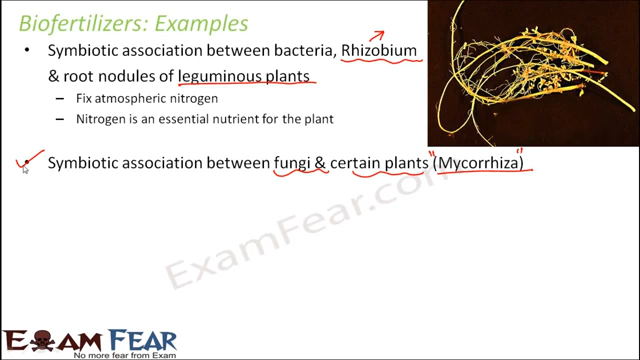 Biofertilizers: Examples
• Symbiotic association between bacteria, Rhizobium
& root nodules of leguminous plants
– Fix atmospheric nitrogen
– Nitrogen is an essential nutrient for the plant
• Symbiotic association between fungi & certain plants "(Mycorrhiza)"
ExamFear.com
EXAM FEAR
No more fear from Exam